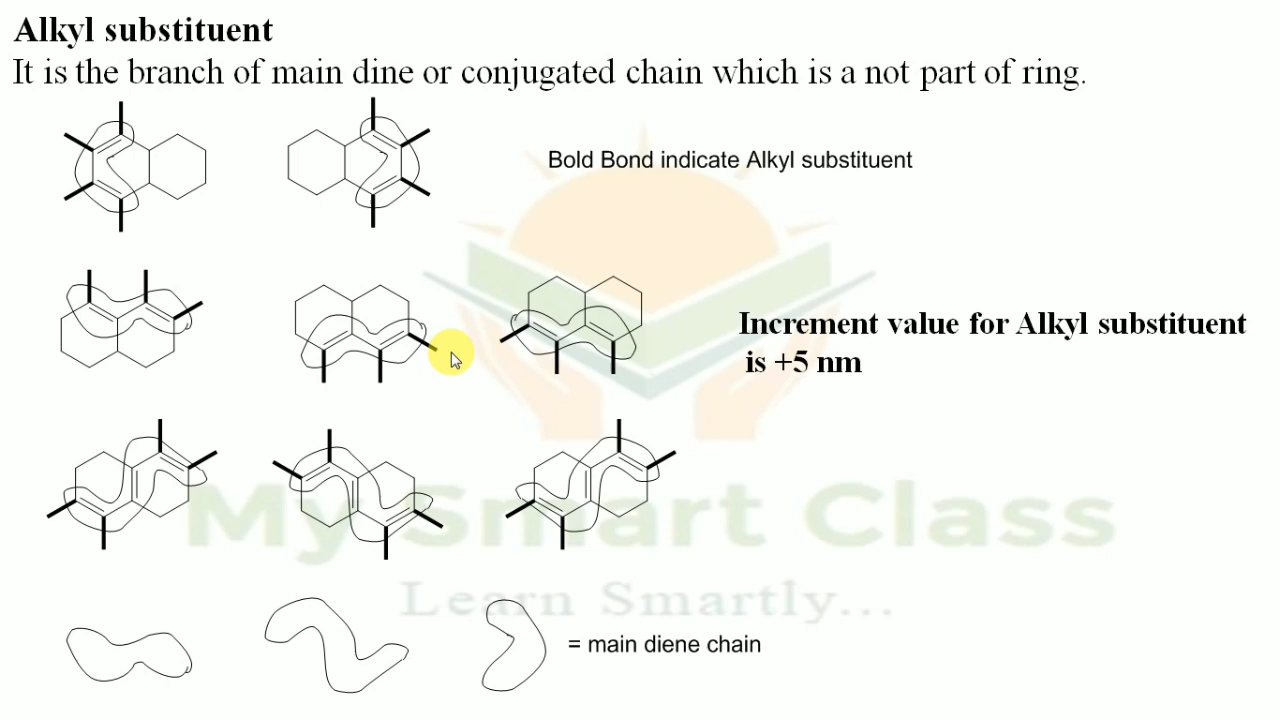 Alkyl substituent
It is the branch of main dine or conjugated chain which is a not part of ring.
Bold Bond indicate Alkyl substituent
Increment value for Alkyl substituent
is +5 nm
My Smart Class
Learn Smartly...
= main diene chain